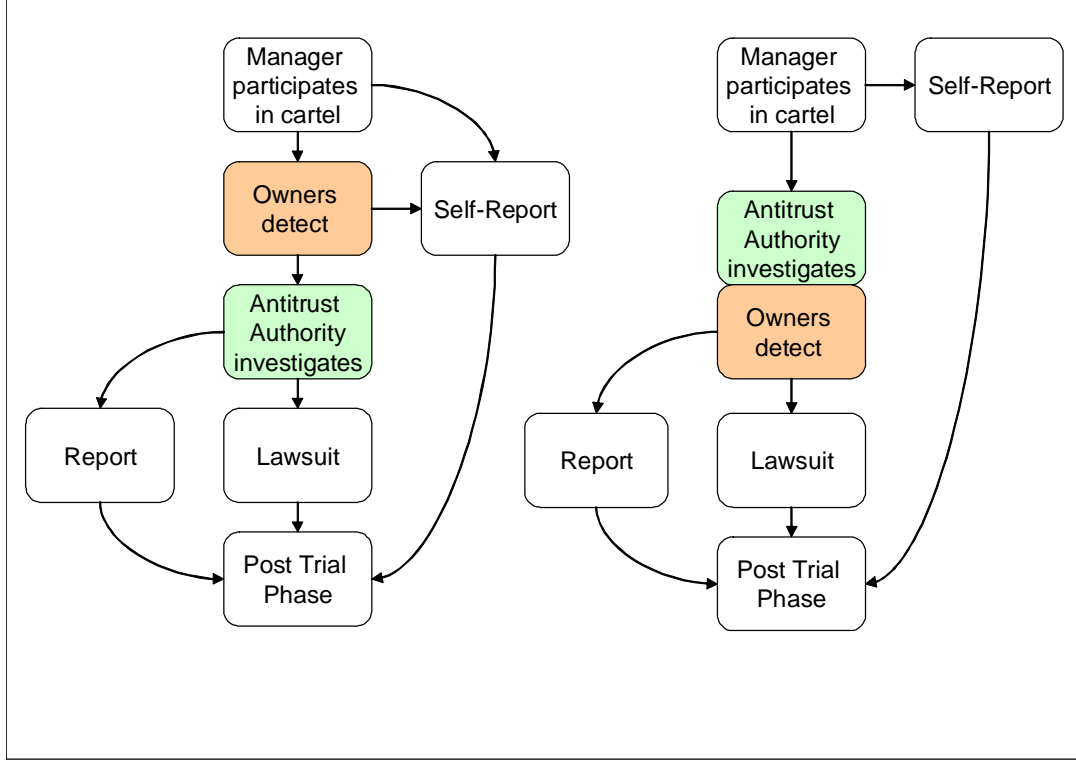 Manager
participates
in cartel
Owners
detect
Self-Report
Antitrust
Authority
investigates
Report
Lawsuit
Post Trial
Phase
Manager
participates
in cartel
Self-Report
Antitrust
Authority
investigates
Owners
detect
Report
Lawsuit
Post Trial
Phase